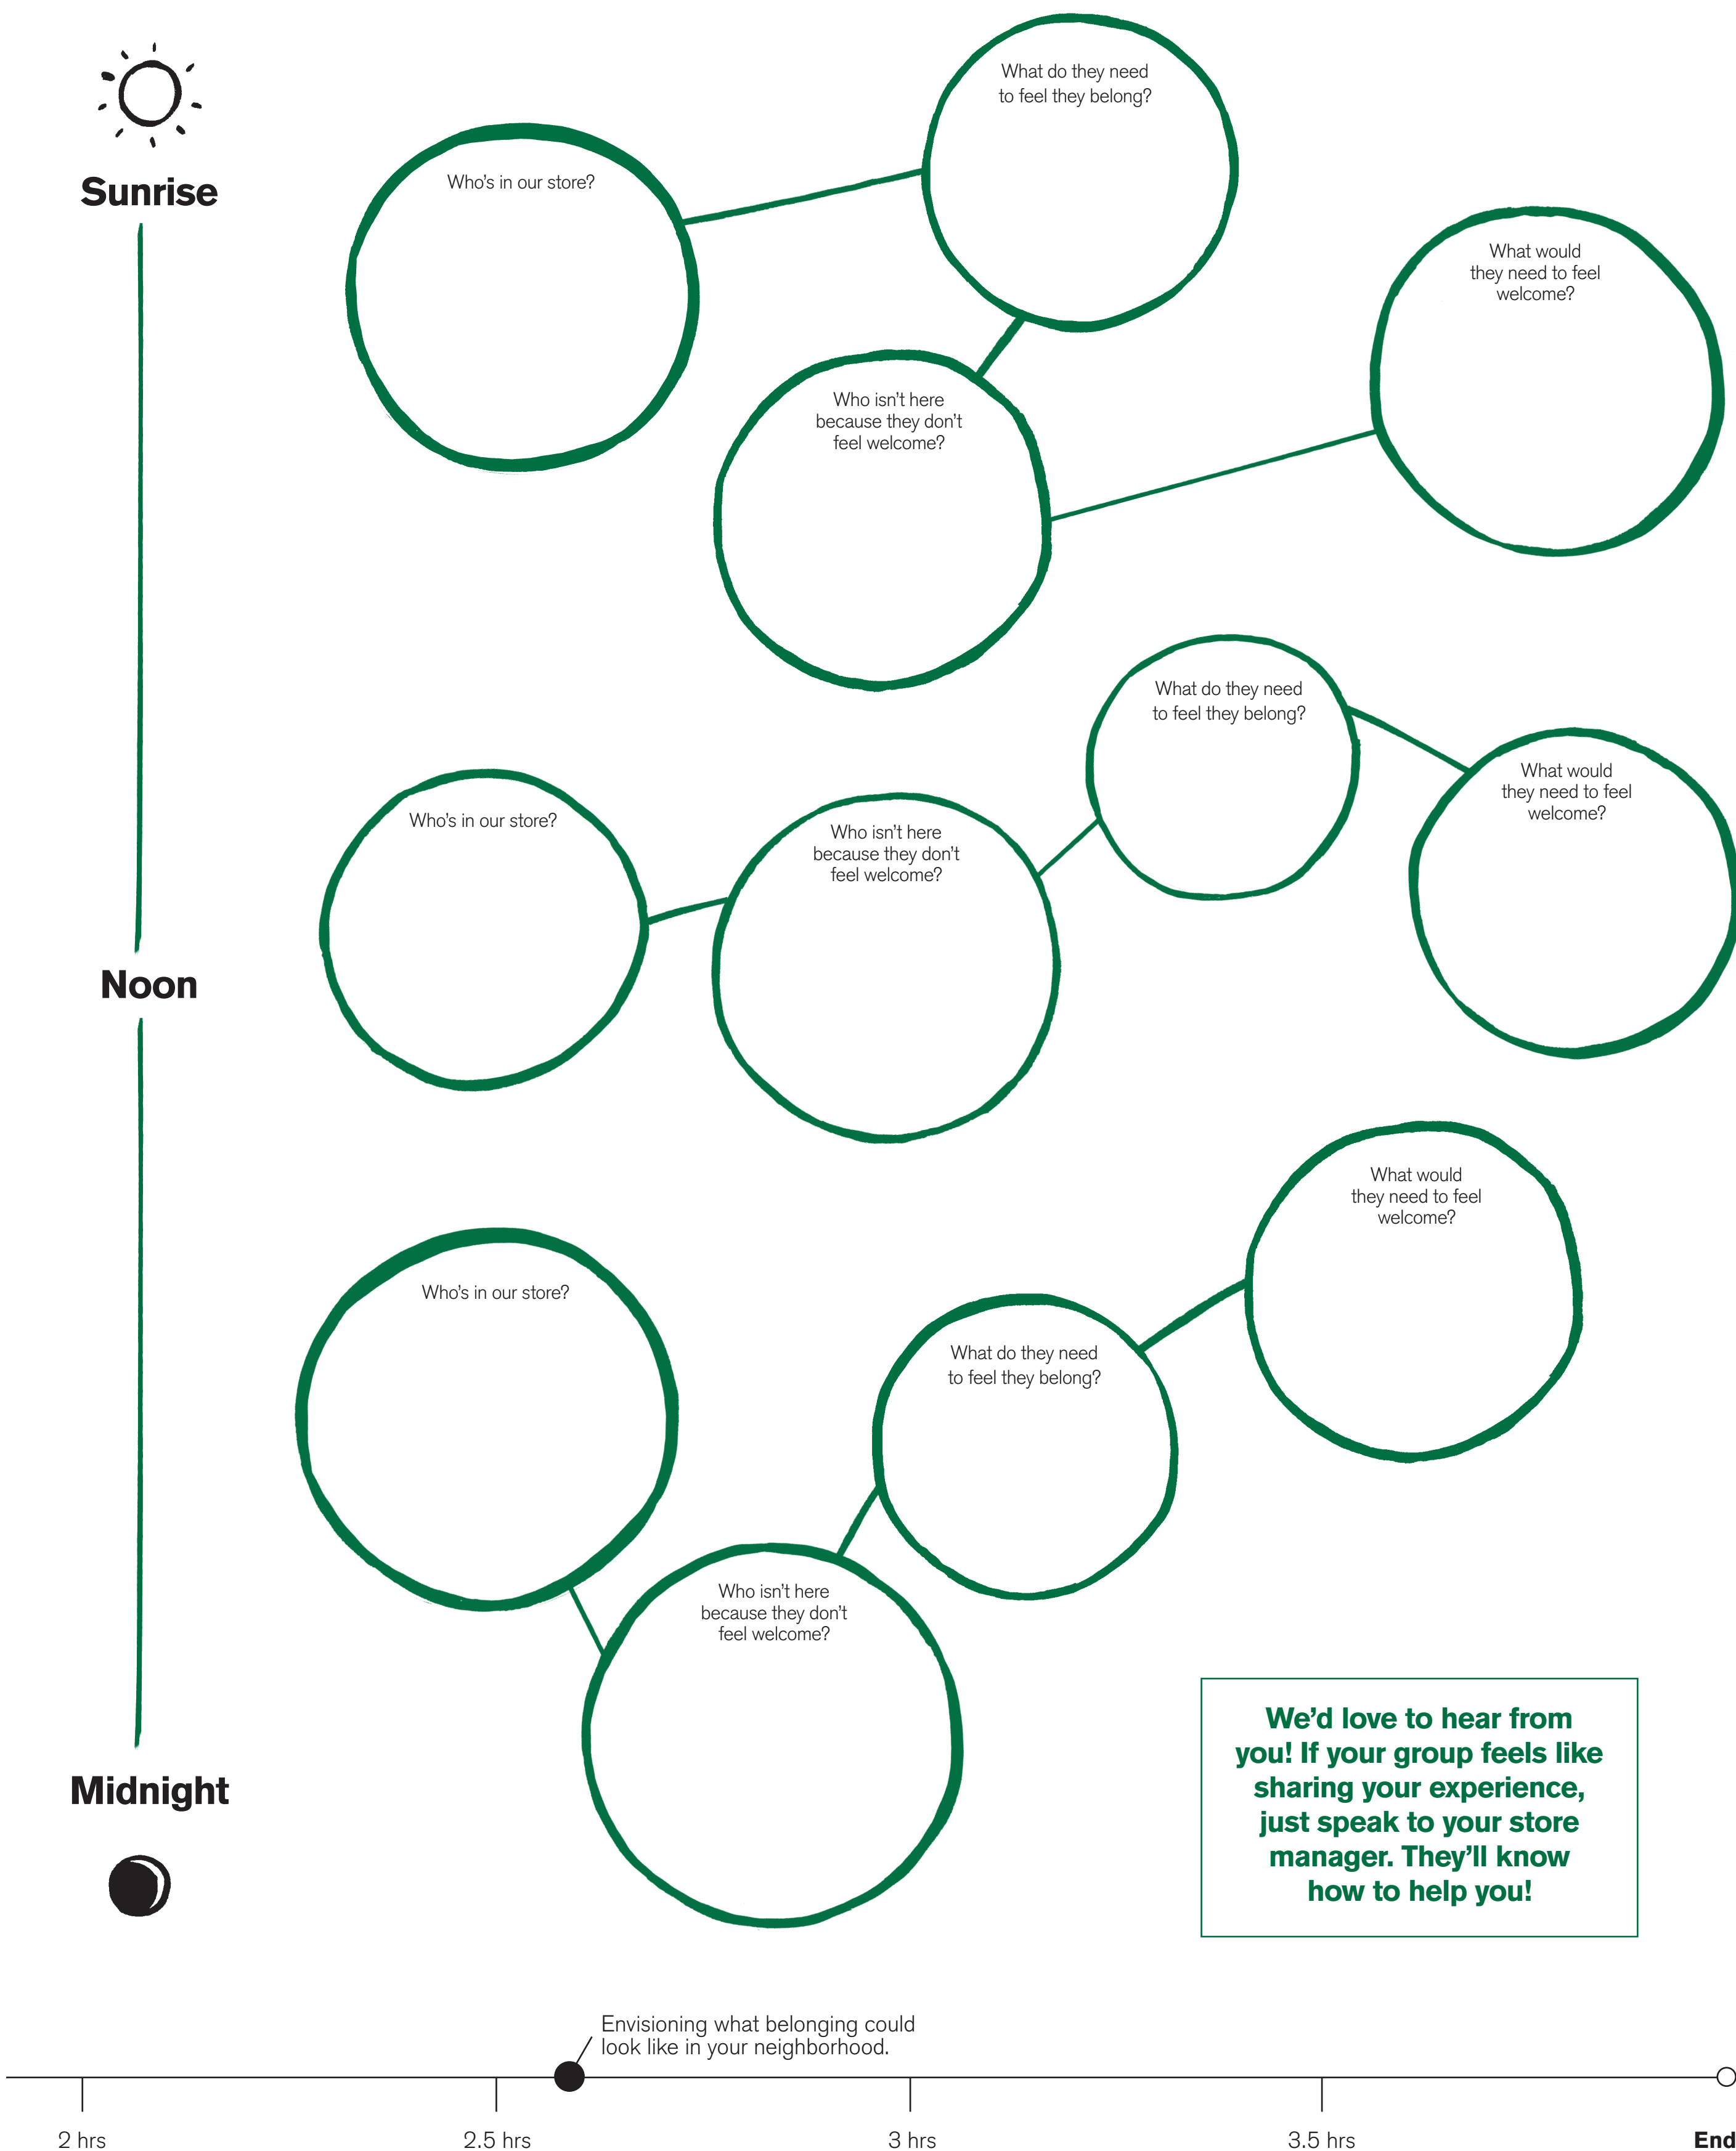 Sunrise
Who's in our store?
What do they need
to feel they belong?
Who isn't here
because they don't
feel welcome?
What would
they need to feel
welcome?
Noon
Who's in our store?
Who isn't here
because they don't
feel welcome?
What do they need
to feel they belong?
What would
they need to feel
welcome?
Midnight
Who's in our store?
Who isn't here
because they don't
feel welcome?
What do they need
to feel they belong?
What would
they need to feel
welcome?
We’d love to hear from
you! If your group feels like
sharing your experience,
just speak to your store
manager. They’ll know
how to help you!
Envisioning what belonging could
look like in your neighborhood.
2 hrs
2.5 hrs
3 hrs
3.5 hrs
End